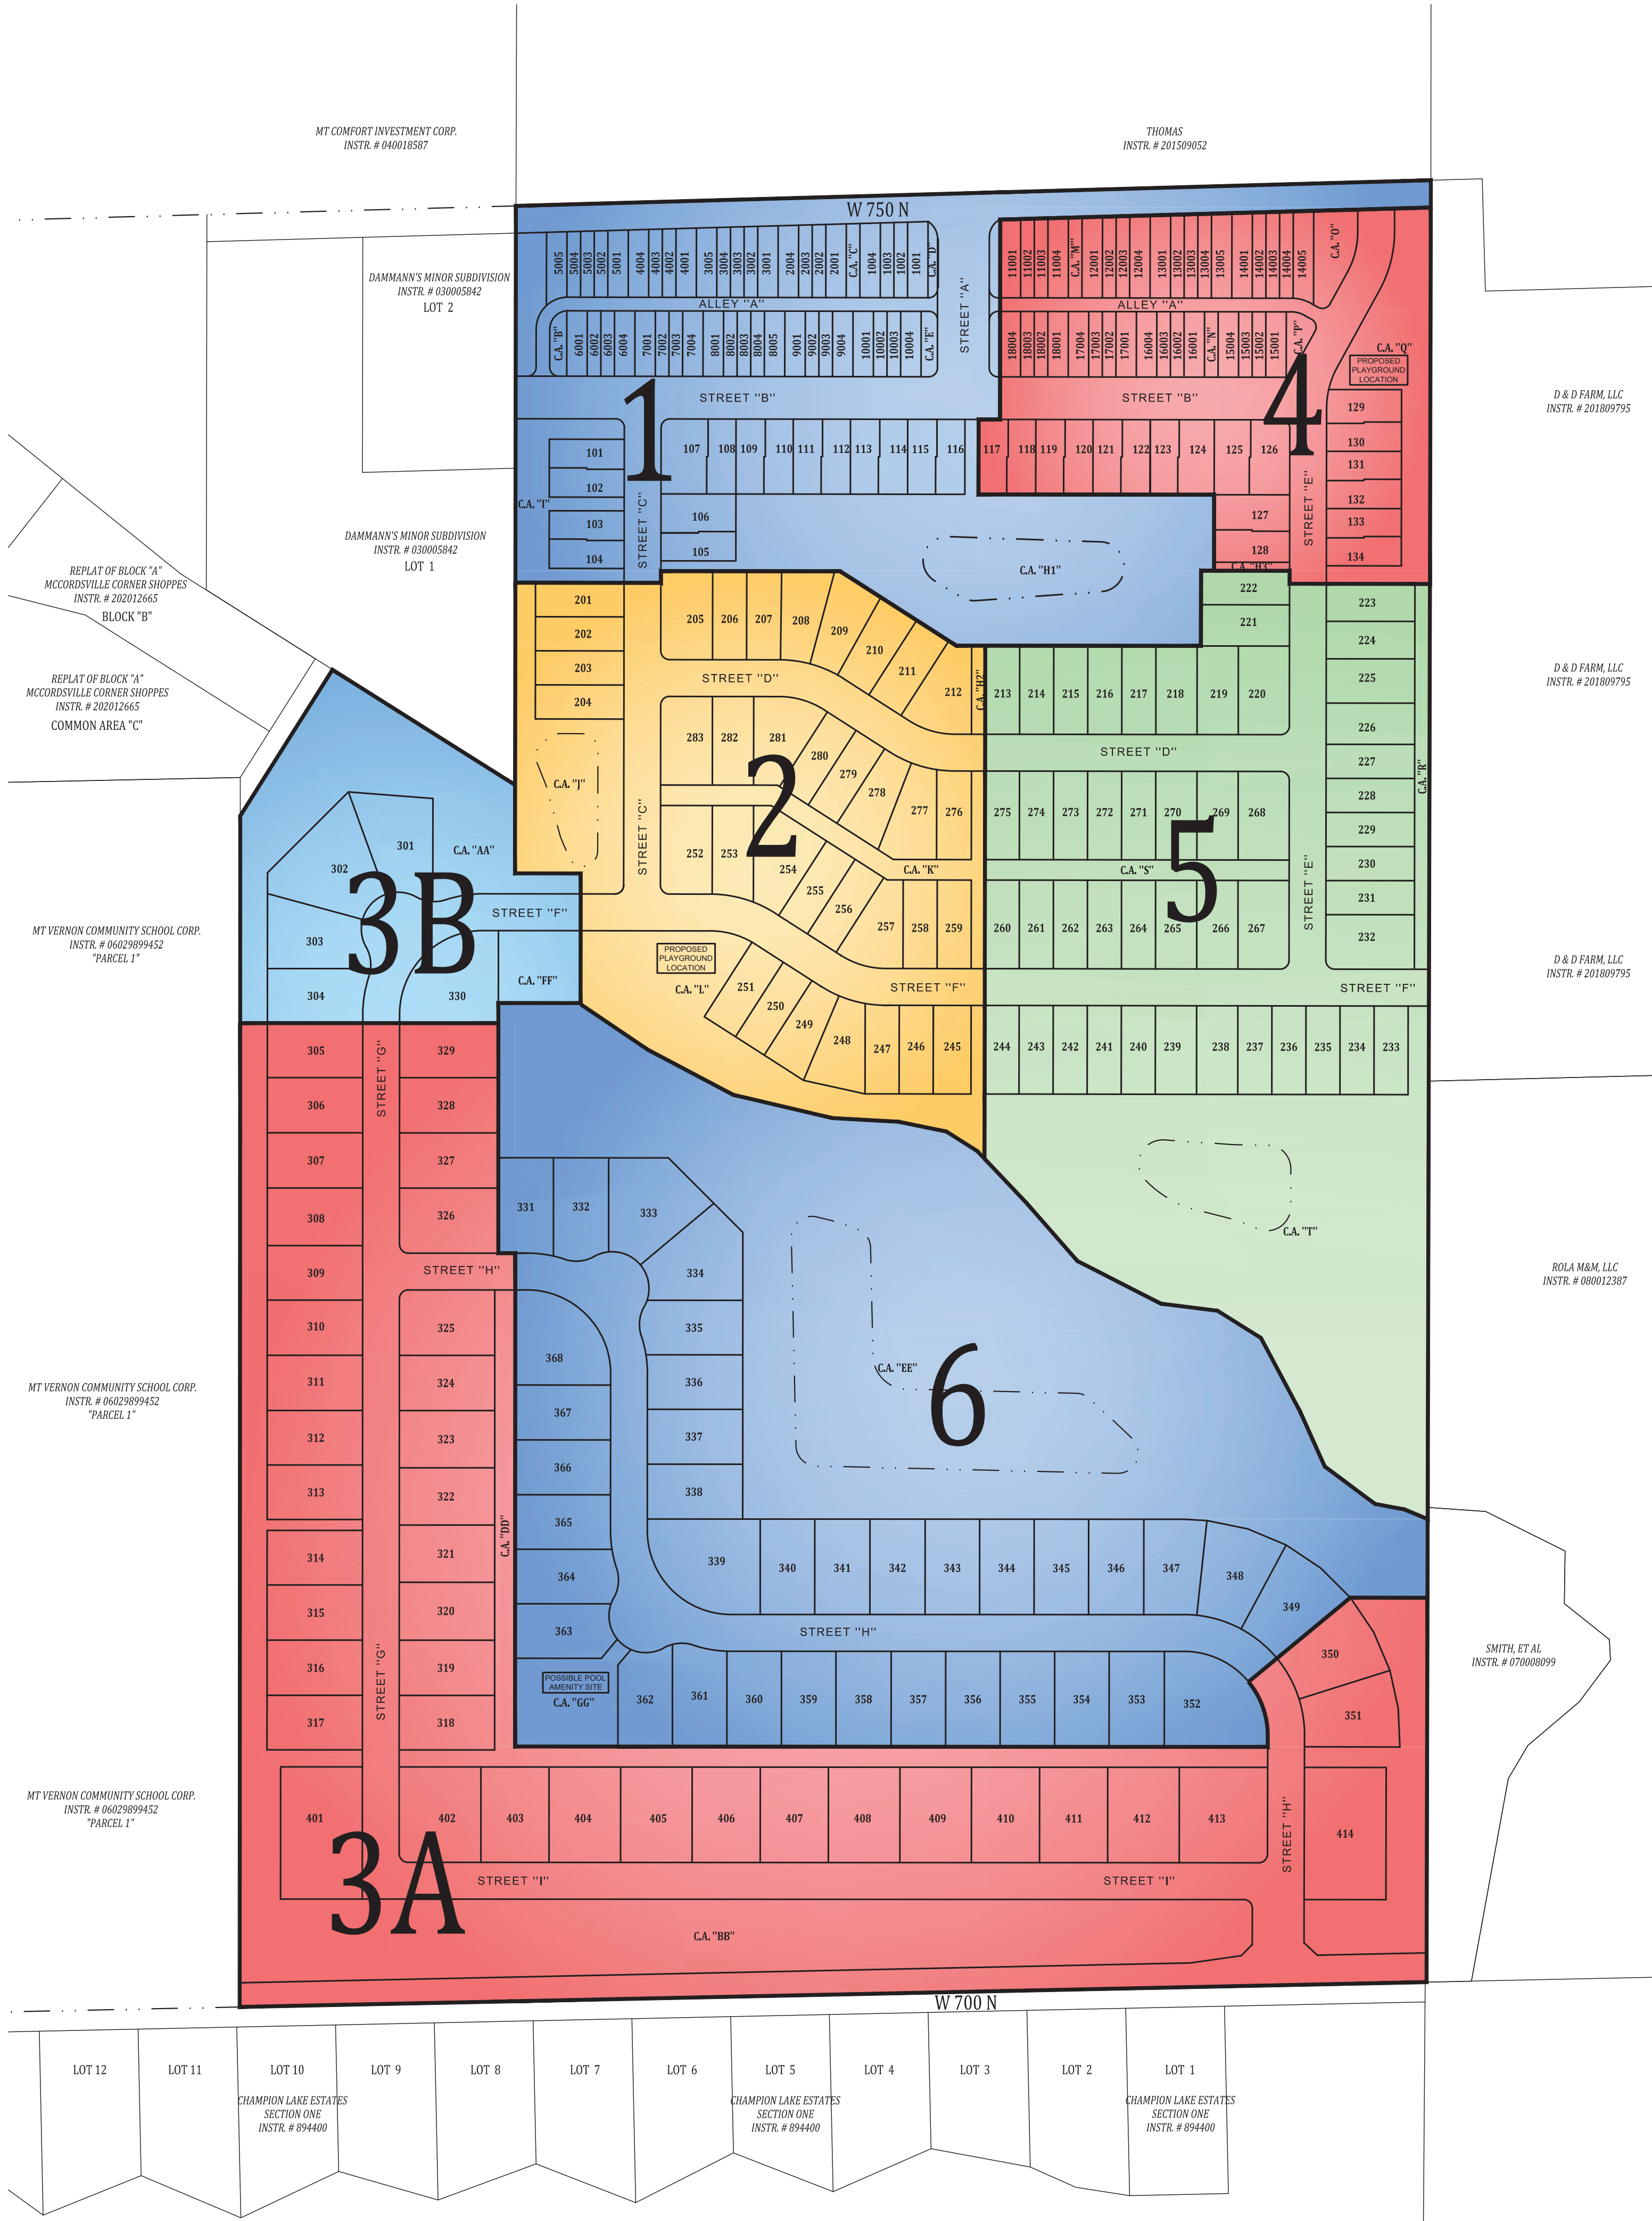 MT COMFORT INVESTMENT CORP.
INSTR. # 040018587
THOMAS
INSTR. # 201509052
W 750 N
DAMMANN'S MINOR SUBDIVISION
INSTR. # 030005842
LOT 2
5005
5004
5003
5002
5001
4004
4003
4002
4001
3005
3004
3003
3002
3001
2004
2003
2002
2001
C.A. "C"
1004
1003
1002
1001
C.A. "D"
STREET "A"
11001
11002
11003
11004
C.A. "M"
12001
12002
12003
12004
13001
13002
13003
13004
13005
14001
14002
14003
14004
14005
C.A. "O"
ALLEY "A"
ALLEY "A"
C.A. "B"
6001
6002
6003
6004
7001
7002
7003
7004
8001
8002
8003
8004
8005
9001
9002
9003
9004
10001
10002
10003
10004
C.A. "E"
18004
18003
18002
18001
17004
17003
17002
17001
16004
16003
16002
16001
C.A. "N"
15004
15003
15002
15001
C.A. "P"
C.A. "Q"
PROPOSED
PLAYGROUND
LOCATION
STREET "B"
STREET "B"
1
4
D & D FARM, LLC
INSTR. # 201809795
101
102
103
104
C.A. "I"
STREET "C"
107
108
109
110
111
112
113
114
115
116
106
105
117
118
119
120
121
122
123
124
125
126
127
128
C.A. "H3"
STREET "E"
129
130
131
132
133
134
C.A. "H1"
DAMMANN'S MINOR SUBDIVISION
INSTR. # 030005842
LOT 1
REPLAT OF BLOCK "A"
MCCORDSVILLE CORNER SHOPPES
INSTR. # 202012665
BLOCK "B"
REPLAT OF BLOCK "A"
MCCORDSVILLE CORNER SHOPPES
INSTR. # 202012665
COMMON AREA "C"
201
202
203
204
205
206
207
208
209
210
211
212
C.A. "H2"
STREET "D"
283
282
281
280
279
278
277
276
2
C.A. "J"
STREET "C"
252
253
254
255
256
257
258
259
C.A. "K"
PROPOSED
PLAYGROUND
LOCATION
C.A. "L"
251
250
249
248
247
246
245
STREET "F"
222
221
223
224
225
226
227
228
229
230
231
232
C.A. "R"
213
214
215
216
217
218
219
220
STREET "D"
275
274
273
272
271
270
269
268
5
C.A. "S"
STREET "E"
260
261
262
263
264
265
266
267
STREET "F"
244
243
242
241
240
239
238
237
236
235
234
233
C.A. "T"
D & D FARM, LLC
INSTR. # 201809795
D & D FARM, LLC
INSTR. # 201809795
ROLA M&M, LLC
INSTR. # 080012387
301
302
C.A. "AA"
3B
STREET "F"
303
304
330
C.A. "FF"
MT VERNON COMMUNITY SCHOOL CORP.
INSTR. # 06029899452
"PARCEL 1"
305
306
307
308
309
310
311
312
313
314
315
316
317
STREET "G"
STREET "G"
329
328
327
326
STREET "H"
325
324
323
322
321
320
319
318
C.A. "DD"
MT VERNON COMMUNITY SCHOOL CORP.
INSTR. # 06029899452
"PARCEL 1"
331
332
333
334
335
336
337
338
C.A. "EE"
6
368
367
366
365
364
363
339
340
341
342
343
344
345
346
347
348
349
STREET "H"
POSSIBLE POOL
AMENITY SITE
C.A. "GG"
362
361
360
359
358
357
356
355
354
353
352
350
351
SMITH, ET AL
INSTR. # 070008099
MT VERNON COMMUNITY SCHOOL CORP.
INSTR. # 06029899452
"PARCEL 1"
401
402
403
404
405
406
407
408
409
410
411
412
413
STREET "H"
414
3A
STREET "I"
STREET "I"
C.A. "BB"
W 700 N
LOT 12
LOT 11
LOT 10
LOT 9
LOT 8
LOT 7
LOT 6
LOT 5
LOT 4
LOT 3
LOT 2
LOT 1
CHAMPION LAKE ESTATES
SECTION ONE
INSTR. # 894400
CHAMPION LAKE ESTATES
SECTION ONE
INSTR. # 894400
CHAMPION LAKE ESTATES
SECTION ONE
INSTR. # 894400